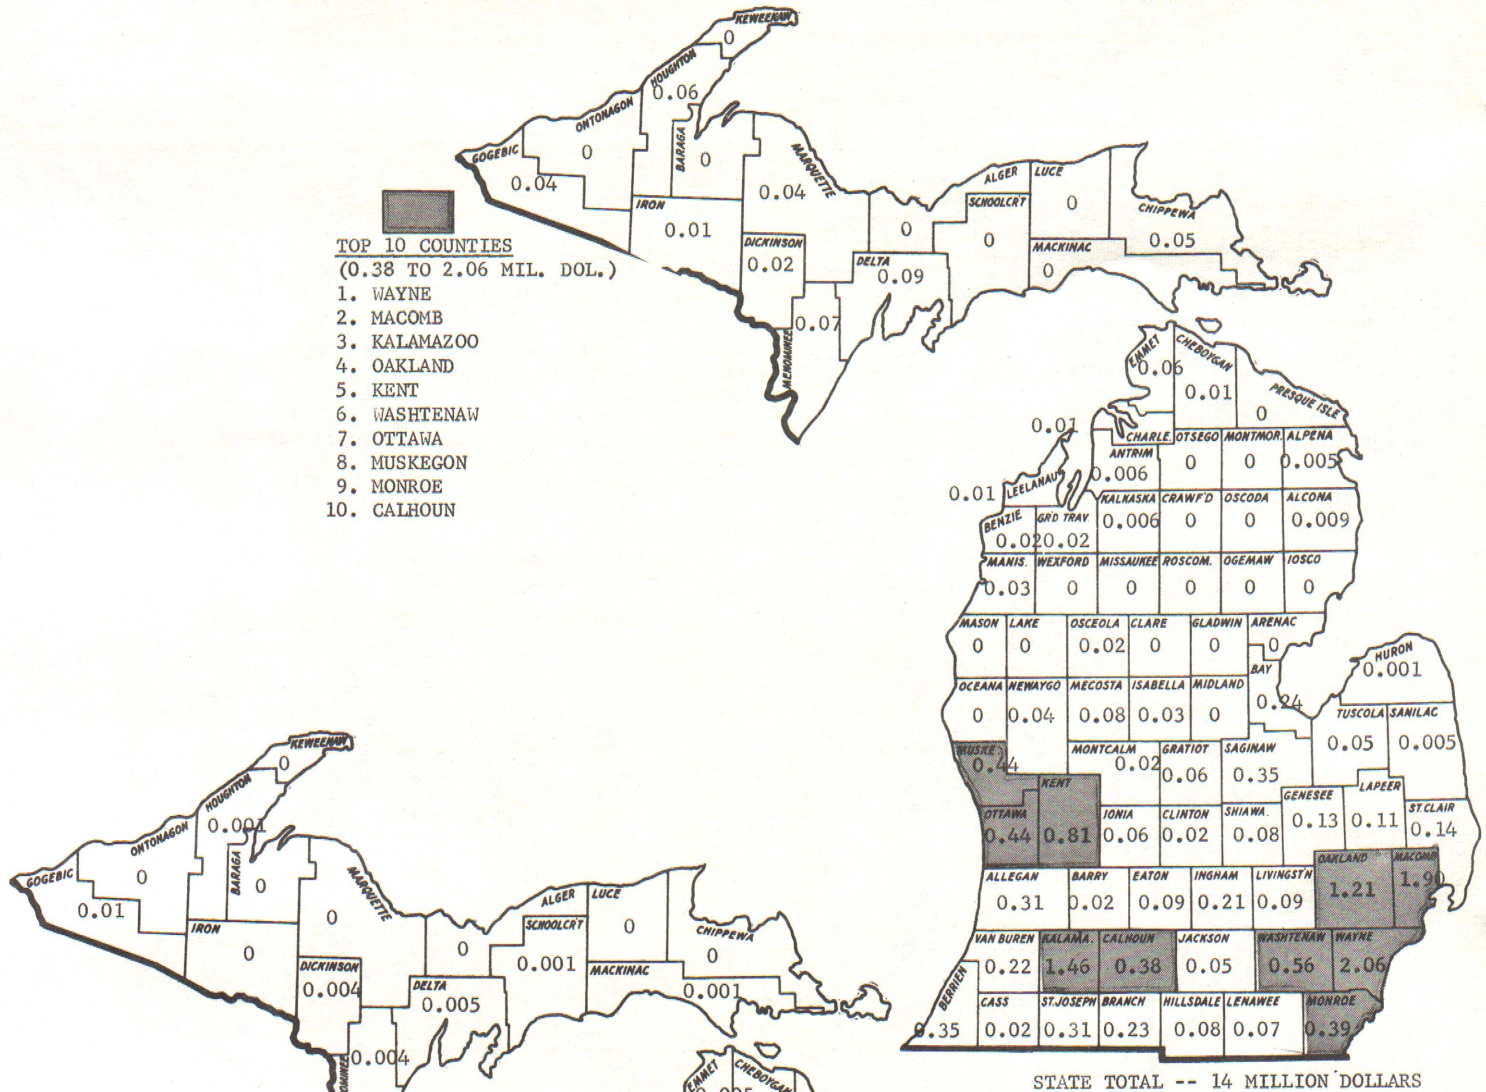 KEWEENAW
0
HOUGHTON
0.06
ONTONAGON
0
BARAGA
0
GOGEBIC
0.04
MARQUETTE
0.04
IRON
0.01
DICKINSON
0.02
ALGER
0
LUCE
0
SCHOOLCR'T
0
CHIPPEWA
0.05
MACKINAC
0
DELTA
0.09
MENOMINEE
0.07
TOP 10 COUNTIES
(0.38 TO 2.06 MIL. DOL.)
1. WAYNE
2. MACOMB
3. KALAMAZOO
4. OAKLAND
5. KENT
6. WASHTENAW
7. OTTAWA
8. MUSKEGON
9. MONROE
10. CALHOUN
EMMET
0.06
CHEBOYGAN
0.01
PRESQUE ISLE
0
0.01
CHARLE. OTSEGO MONTMOR. ALPENA
ANTRIM
0.006 0 0 0.005
0.01 LEELANAU
KALKASKA CRAWF'D OSCODA ALCONA
0.006 0 0 0.009
BENZIE GR'D TRAV
0.02 0.02
MANIS. WEXFORD MISSAUKEE ROSCOM. OGEMAW IOSCO
0.03 0 0 0 0 0
MASON LAKE OSCEOLA CLARE GLADWIN ARENAC
0 0 0.02 0 0 0
HURON
0.001
BAY
0.24
OCEANA NEWAYGO MECOSTA ISABELLA MIDLAND
0 0.04 0.08 0.03 0
TUSCOLA SANILAC
0.05 0.005
MUSKE.
0.44
MONTCALM GRATIOT SAGINAW
0.02 0.06 0.35
KENT
0.81
OTTAWA
0.44
IONIA CLINTON SHIAWA.
0.06 0.02 0.08
GENESEE LAPEER ST. CLAIR
0.13 0.11 0.14
ALLEGAN BARRY EATON INGHAM LIVINGST'N OAKLAND MACOMB
0.31 0.02 0.09 0.21 0.09 1.21 1.90
VAN BUREN KALAMA. CALHOUN JACKSON WASHTENAW WAYNE
0.22 1.46 0.38 0.05 0.56 2.06
BERRIEN CASS ST. JOSEPH BRANCH HILLSDALE LENAWEE MONROE
0.35 0.02 0.31 0.23 0.08 0.07 0.39
STATE TOTAL -- 14 MILLION DOLLARS
KEWEENAW
0
HOUGHTON
0.001
ONTONAGON
0
BARAGA
0
GOGEBIC
0.01
MARQUETTE
0
IRON
0
DICKINSON
0.004
ALGER
0
LUCE
0
SCHOOLCR'T
0.001
CHIPPEWA
0
MACKINAC
0.001
DELTA
0.005
0.004
EMMET
CHEBOYGAN